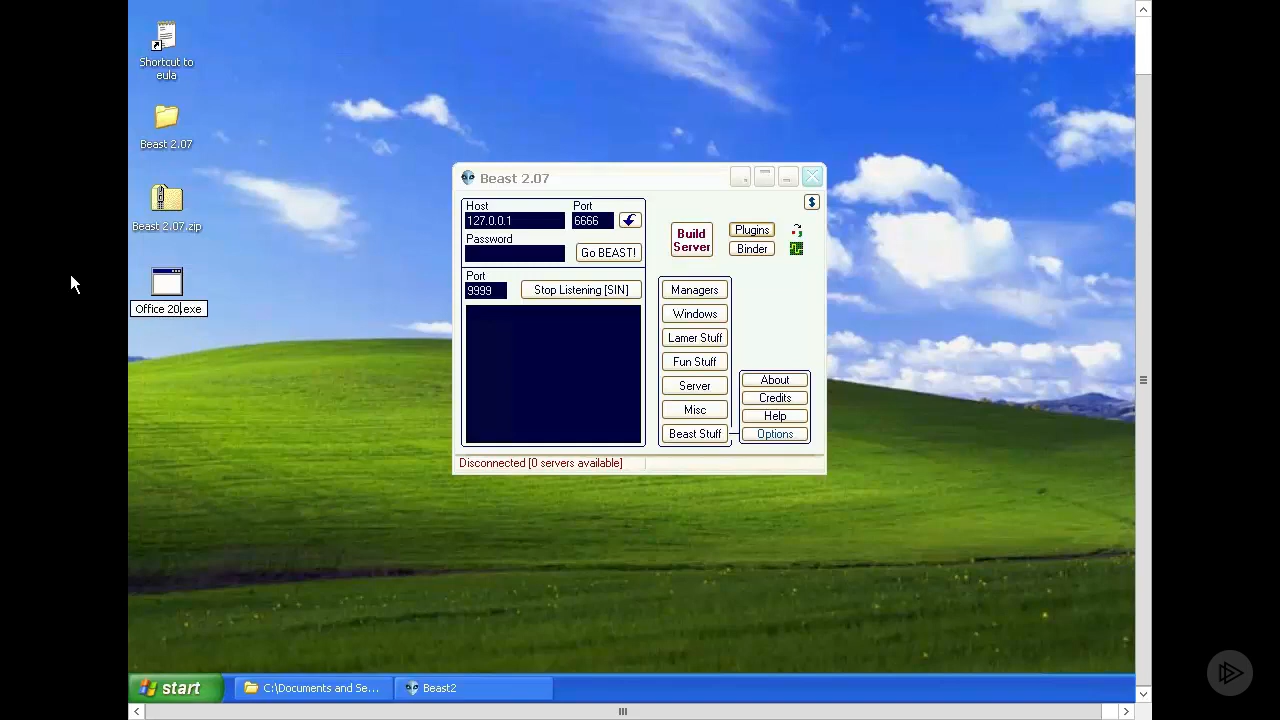 Shortcut to
eula
Beast 2.07
Beast 2.07.zip
Office 20.exe
Beast 2.07
Host
Port
127.0.0.1
6666
Password
Go BEAST!
Port
9999
Stop Listening [SIN]
Build
Server
Plugins
Binder
Managers
Windows
Lamer Stuff
Fun Stuff
Server
Misc
Beast Stuff
About
Credits
Help
Options
Disconnected [0 servers available]
start
C:\Documents and Se...
Beast2